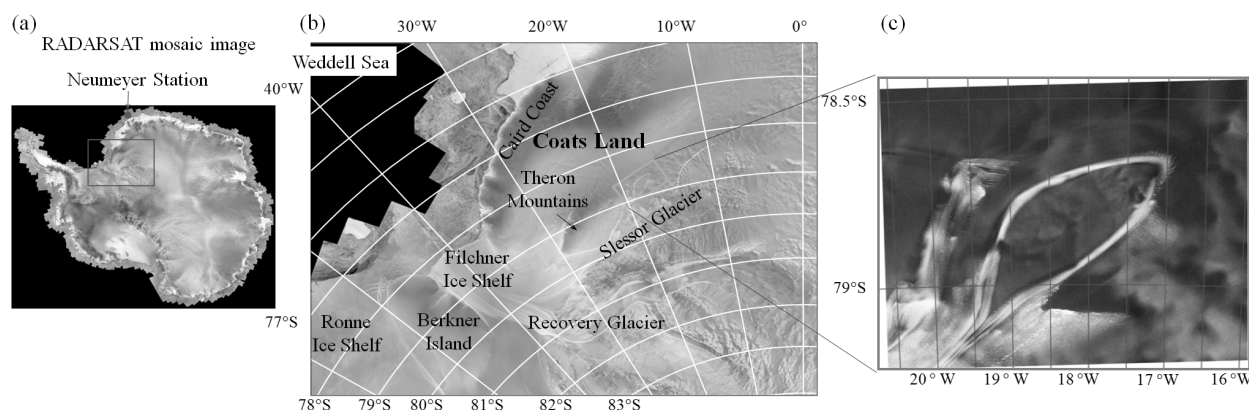 (a)
RADARSAT mosaic image
Neumeyer Station
(b)
30°W
20°W
10°W
0°
Weddell Sea
40°W
Caird Coast
Coats Land
Theron
Mountains
Slessor Glacier
Filchner
Ice Shelf
77°S
Ronne
Ice Shelf
Berkner
Island
Recovery Glacier
78°S
79°S
80°S
81°S
82°S
83°S
(c)
78.5°S
79°S
20°W
19°W
18°W
17°W
16°W